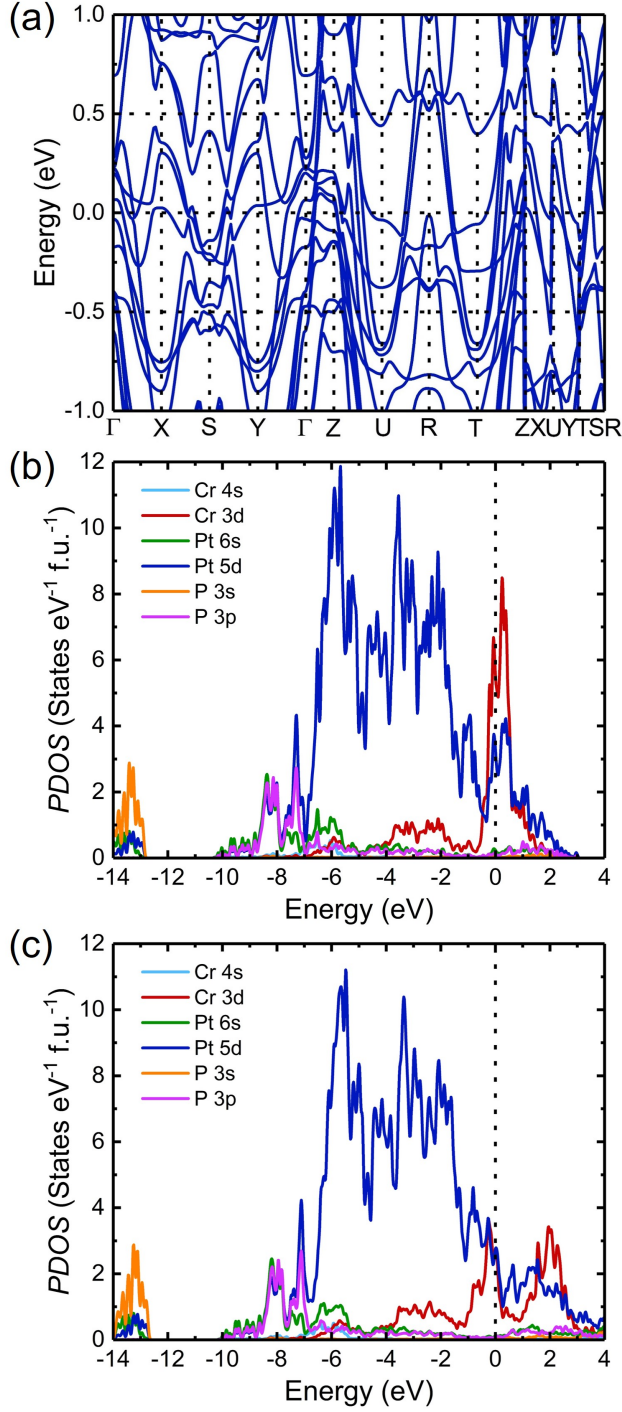 (a)
1.0
0.5
0.0
-0.5
-1.0
Energy (eV)
Γ X S Y Γ Z U R T ZXUYTSR
(b)
12
10
8
6
4
2
0
PDOS (States eV⁻¹ f.u.⁻¹)
Cr 4s
Cr 3d
Pt 6s
Pt 5d
P 3s
P 3p
-14 -12 -10 -8 -6 -4 -2 0 2 4
Energy (eV)
(c)
12
10
8
6
4
2
0
PDOS (States eV⁻¹ f.u.⁻¹)
Cr 4s
Cr 3d
Pt 6s
Pt 5d
P 3s
P 3p
-14 -12 -10 -8 -6 -4 -2 0 2 4
Energy (eV)